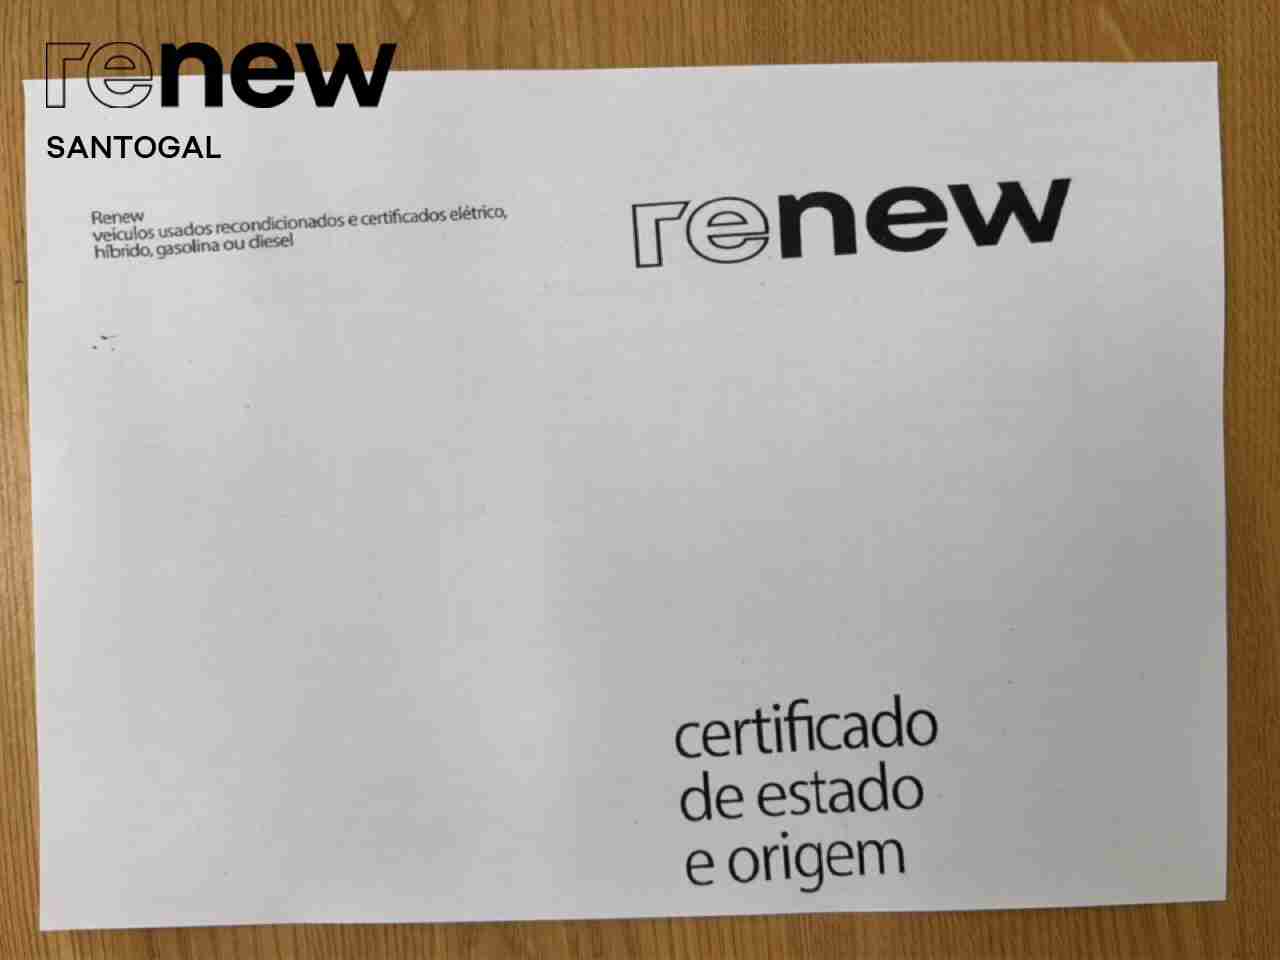 renew
SANTOGAL
Renew
veículos usados recondicionados e certificados elétrico,
híbrido, gasolina ou diesel
renew
certificado
de estado
e origem